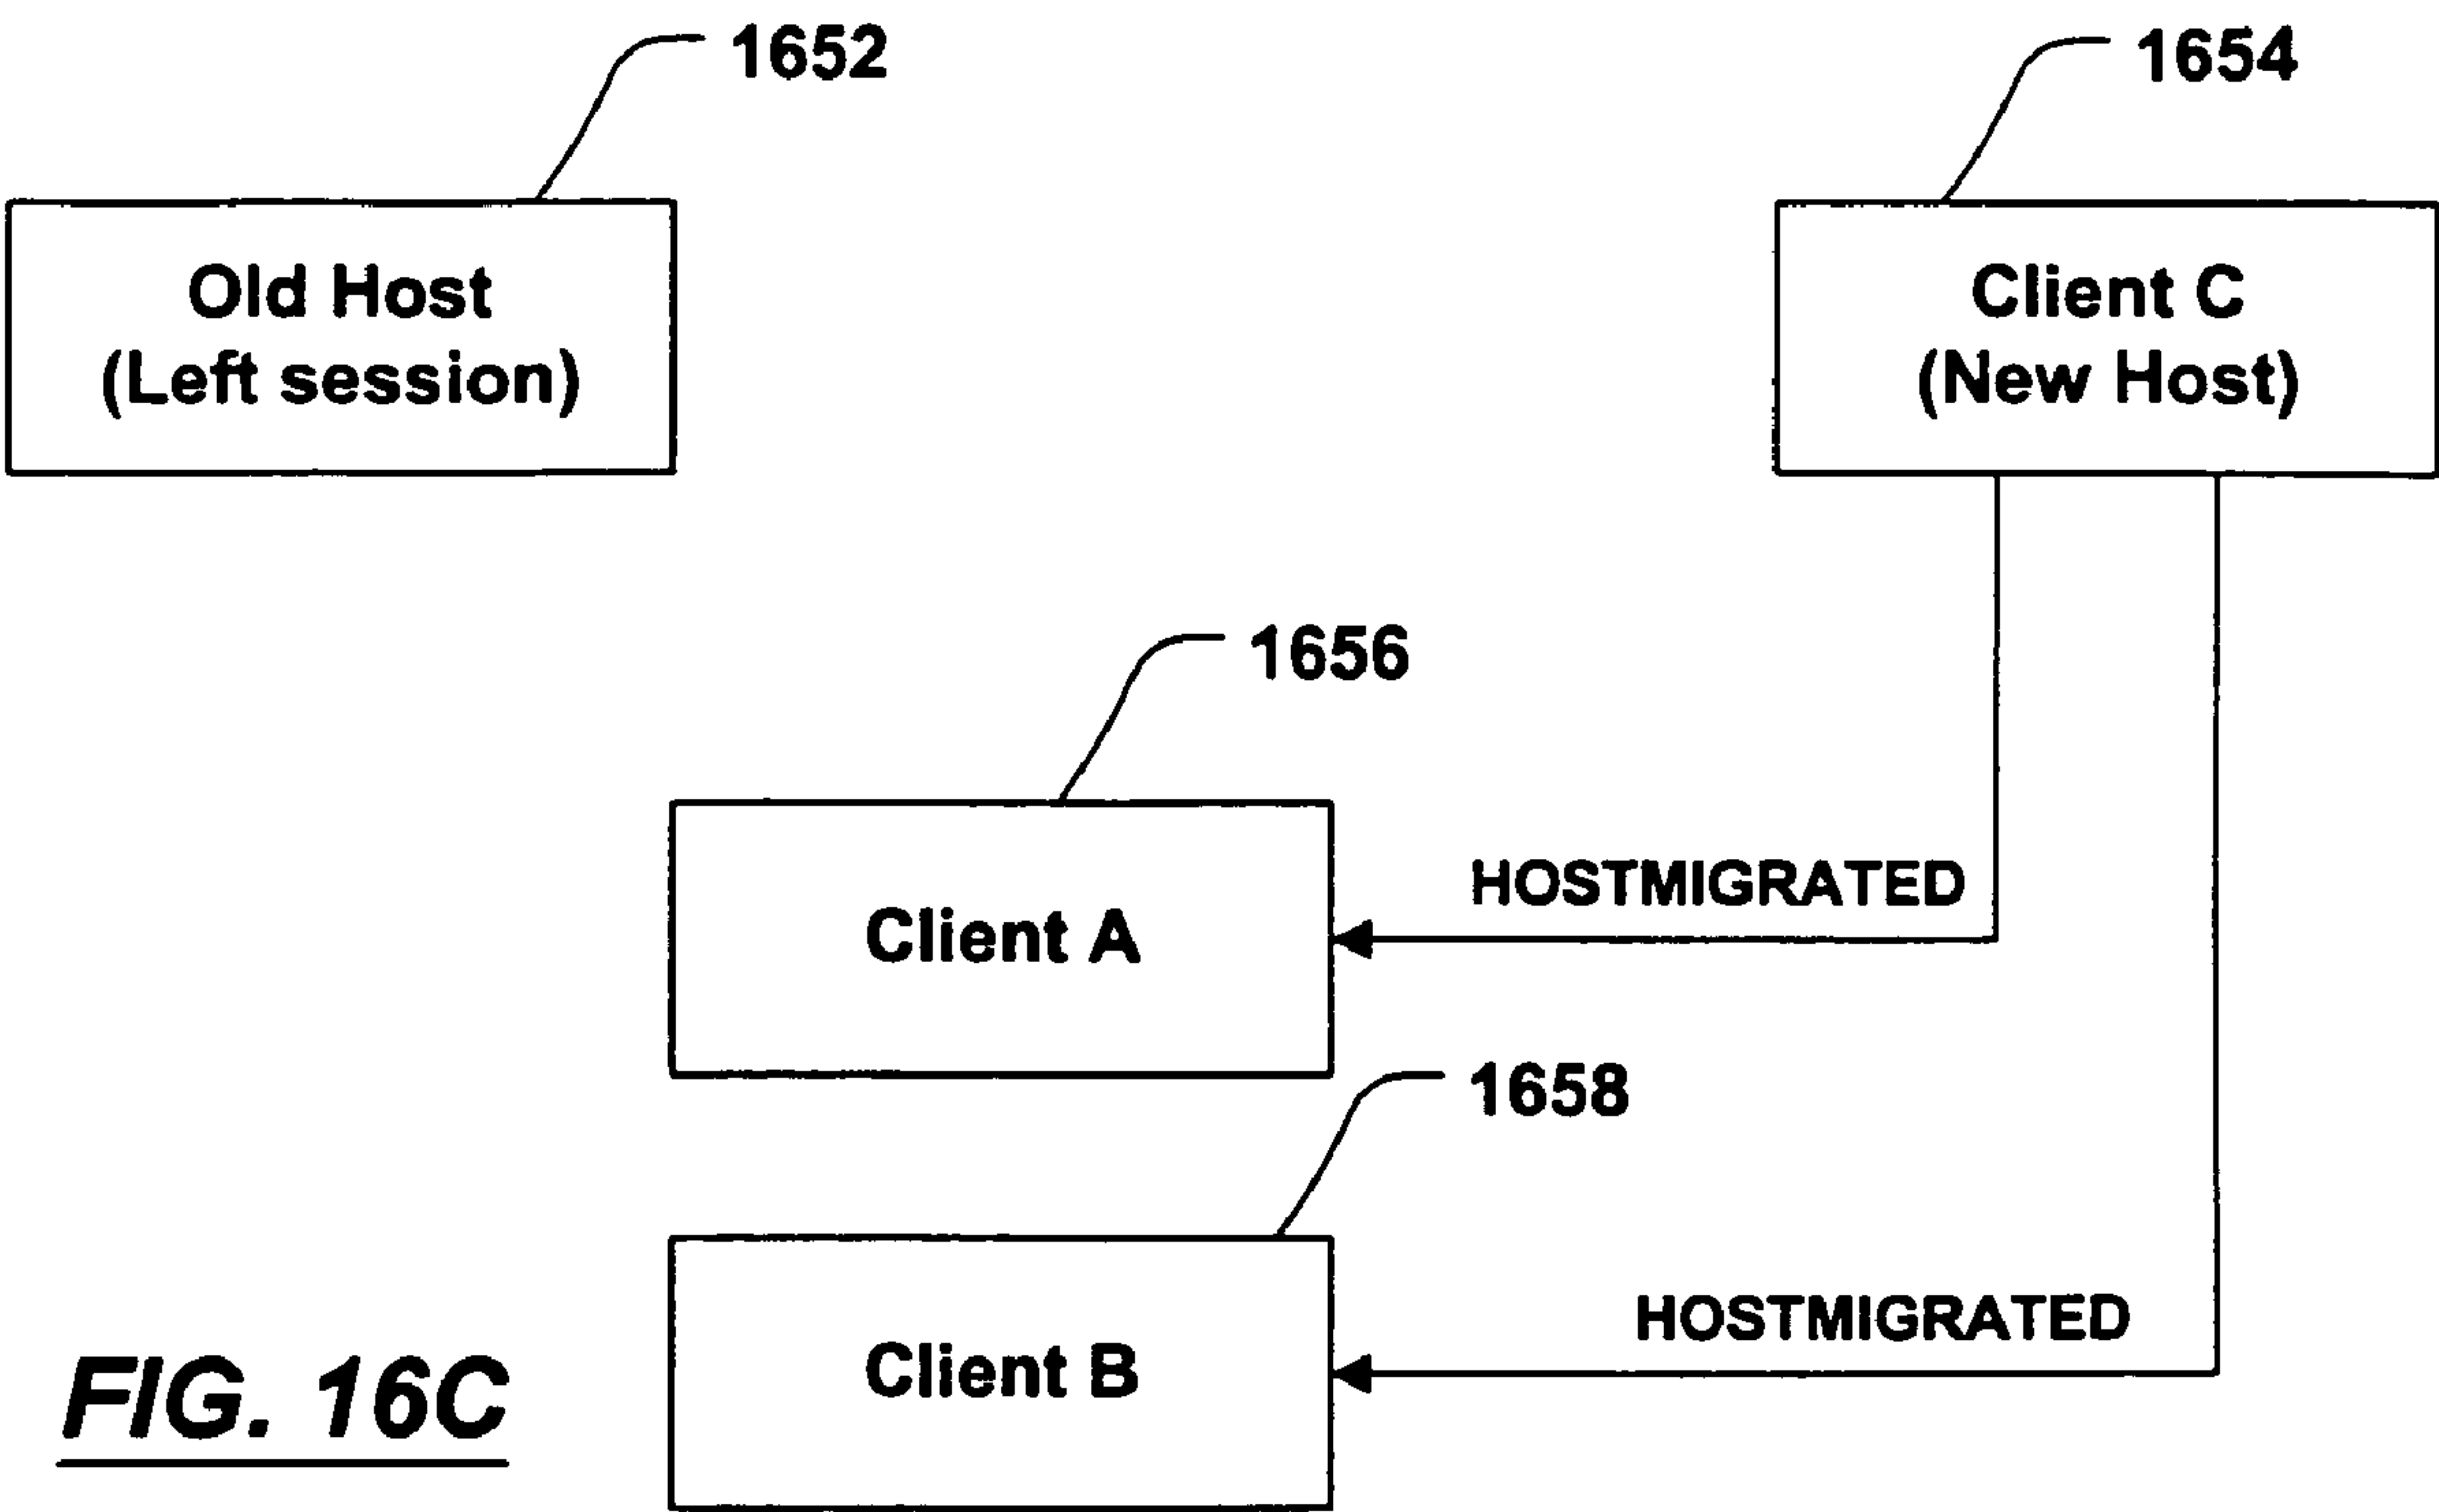 1652
1654
Old Host
(Left session)
Client C
(New Host)
1656
HOSTMIGRATED
Client A
1658
HOSTMIGRATED
Client B
FIG. 16C